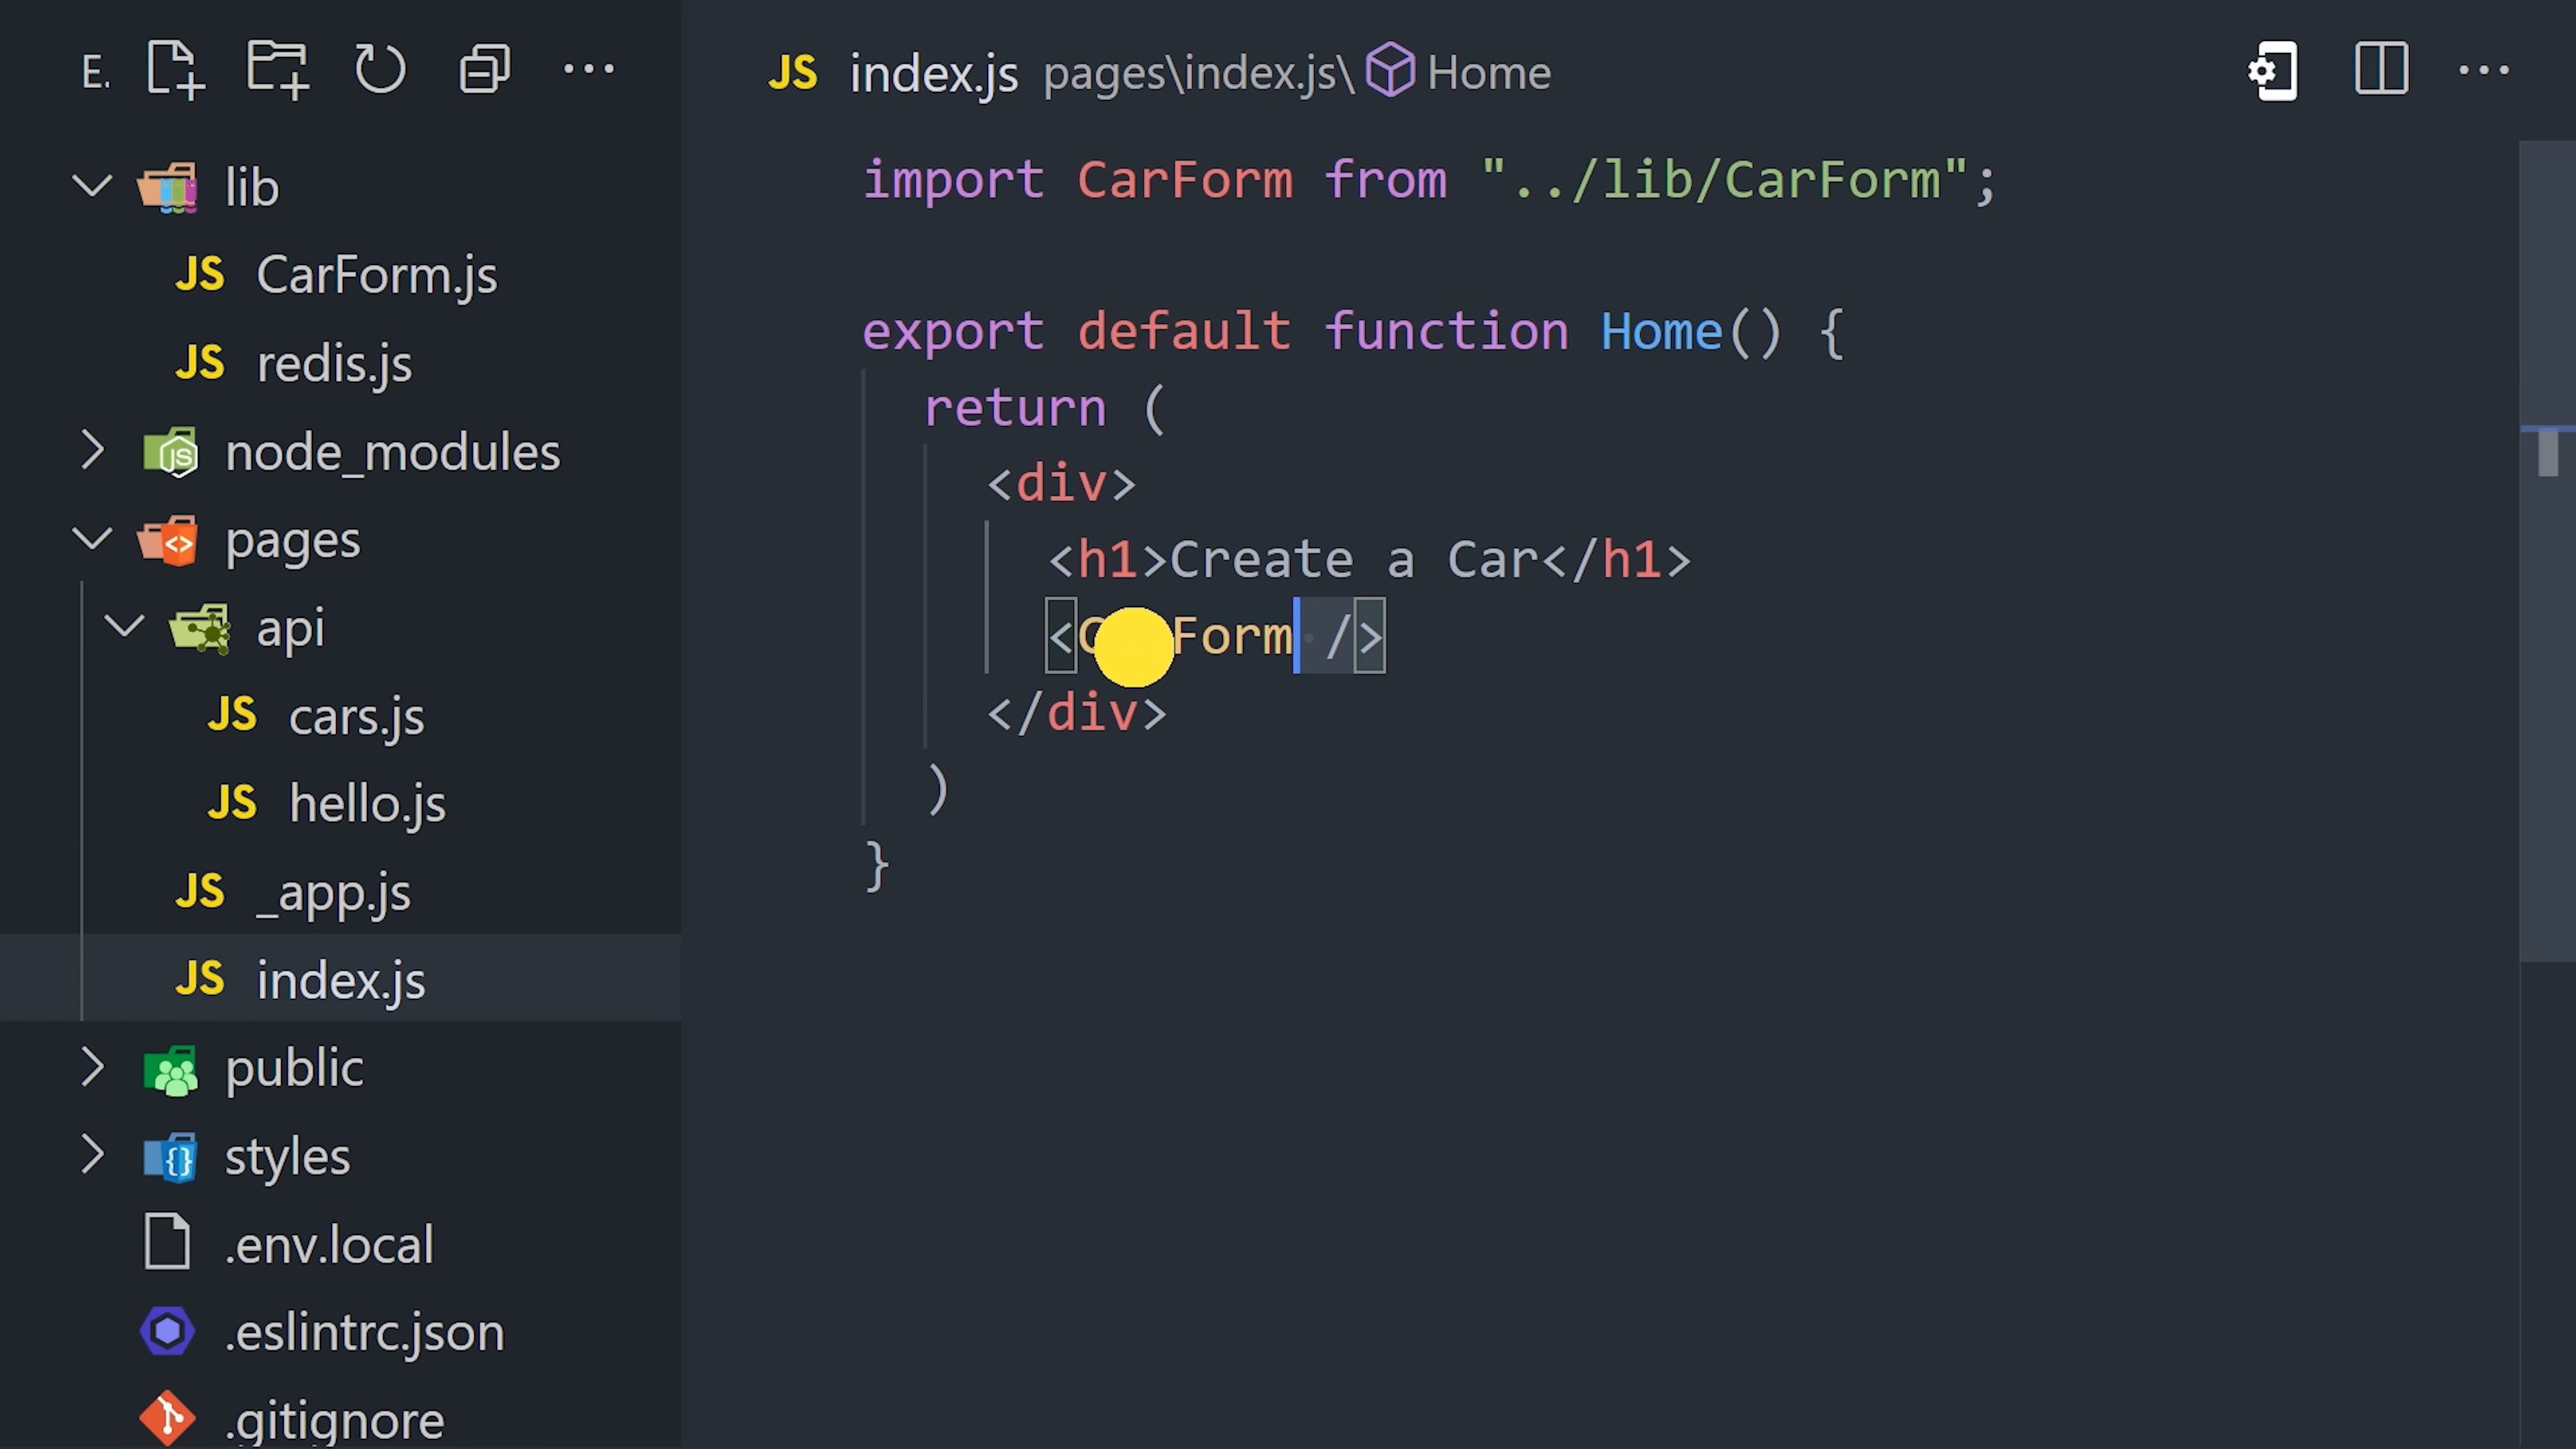 E.
lib
JS CarForm.js
JS redis.js
node_modules
pages
api
JS cars.js
JS hello.js
JS _app.js
JS index.js
public
styles
.env.local
.eslintrc.json
.gitignore
JS index.js pages\index.js\ Home
import CarForm from "../lib/CarForm";
export default function Home() {
return (
<div>
<h1>Create a Car</h1>
Form />
</div>
)
}